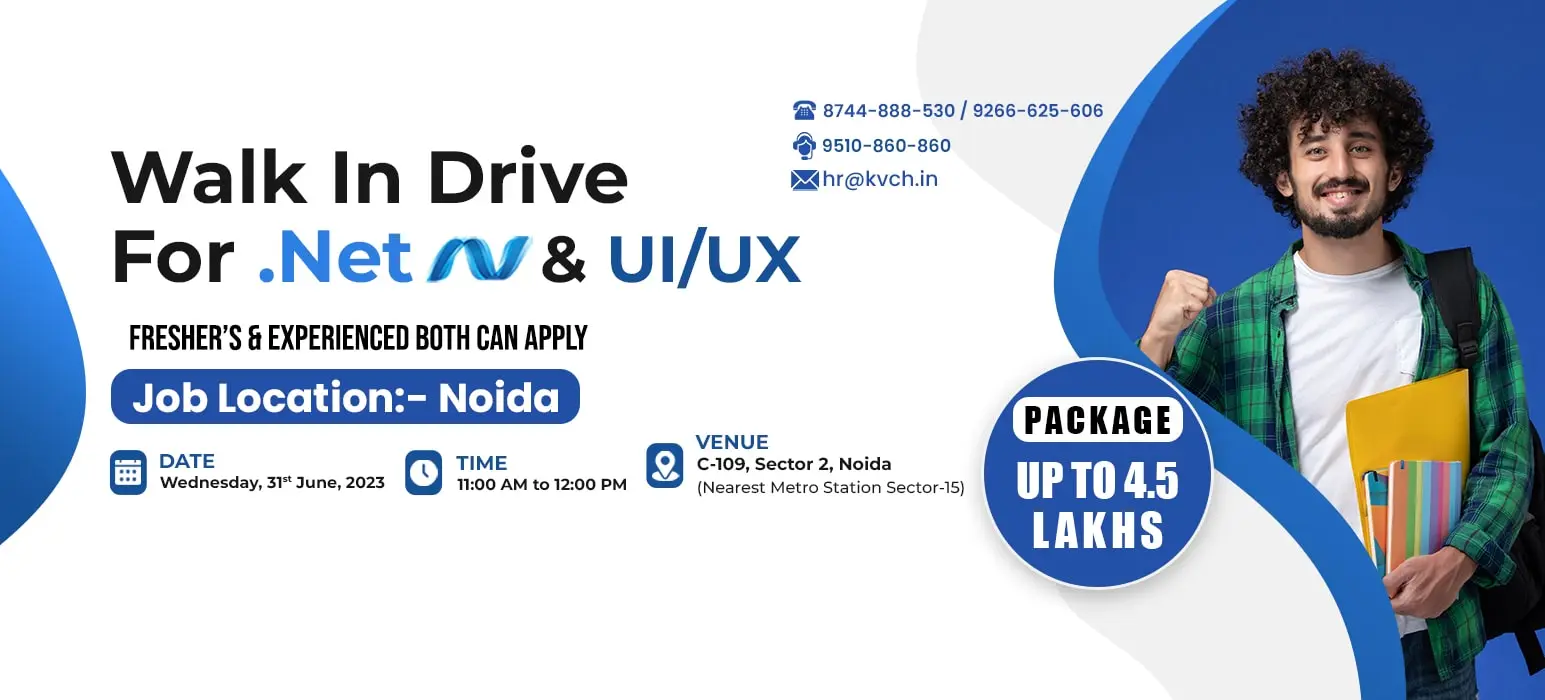 8744-888-530 / 9266-625-606
9510-860-860
hr@kvch.in
Walk In Drive
For .Net & UI/UX
FRESHER'S & EXPERIENCED BOTH CAN APPLY
Job Location:- Noida
DATE
Wednesday, 31st June, 2023
TIME
11:00 AM to 12:00 PM
VENUE
C-109, Sector 2, Noida
(Nearest Metro Station Sector-15)
PACKAGE
UP TO 4.5
LAKHS